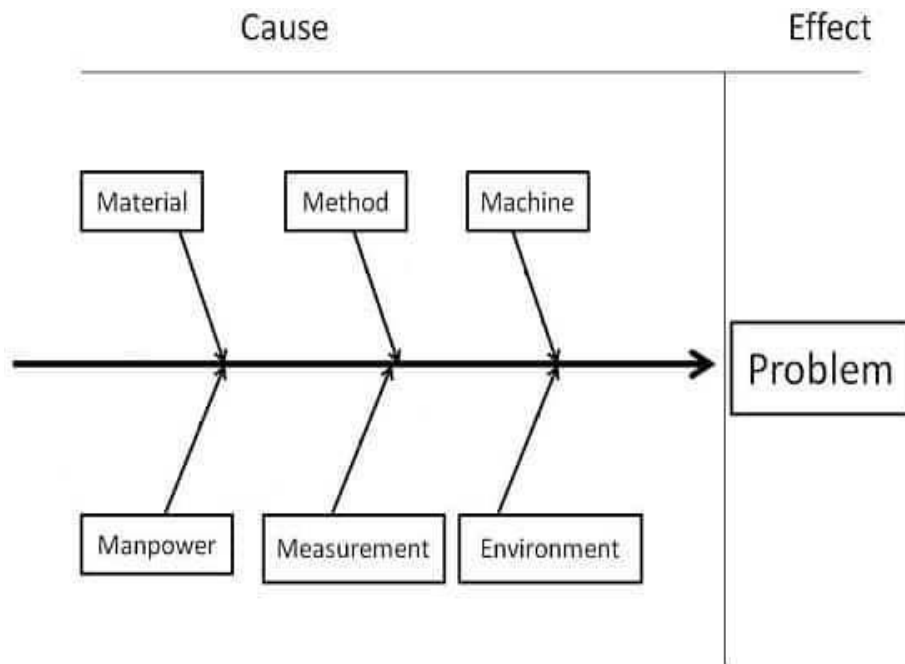 Cause
Effect
Material
Method
Machine
Problem
Manpower
Measurement
Environment